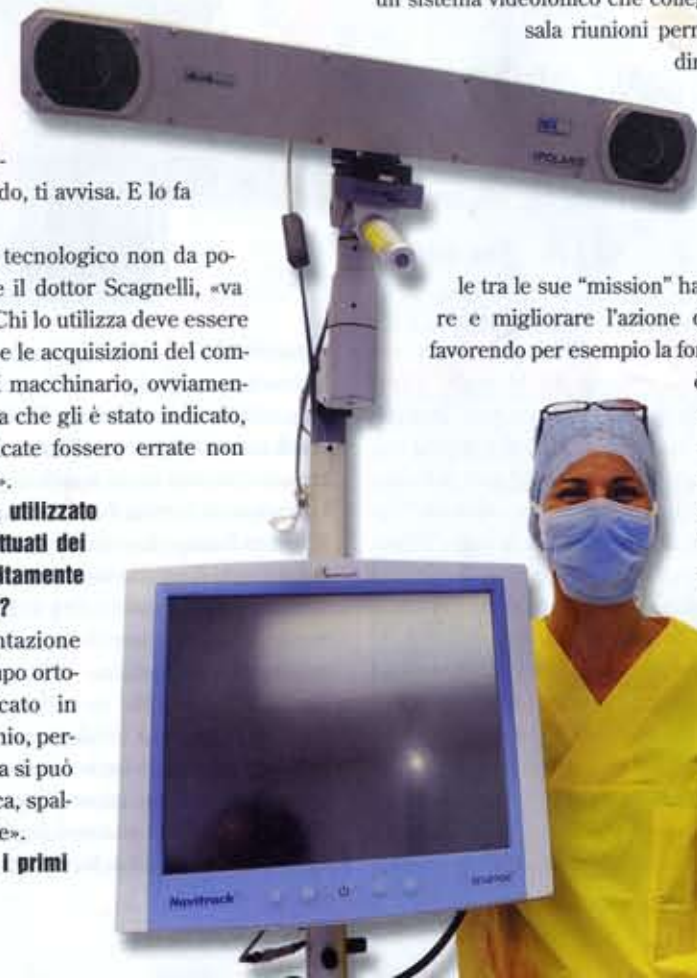 un sistema videofonico che colleg
sala riunioni perm
dir
-
do, ti avvisa. E lo fa
tecnologico non da po-
e il dottor Scagnelli, «va
Chi lo utilizza deve essere
e le acquisizioni del com-
macchinario, ovviamen-
a che gli è stato indicato,
cate fossero errate non
».
utilizzato
ttuati dei
itamente
?
ntazione
po orto-
cato in
nio, per-
a si può
ca, spal-
e».
i primi
le tra le sue “mission” ha
re e migliorare l'azione d
favorendo per esempio la for
POLARIS
Navitrack